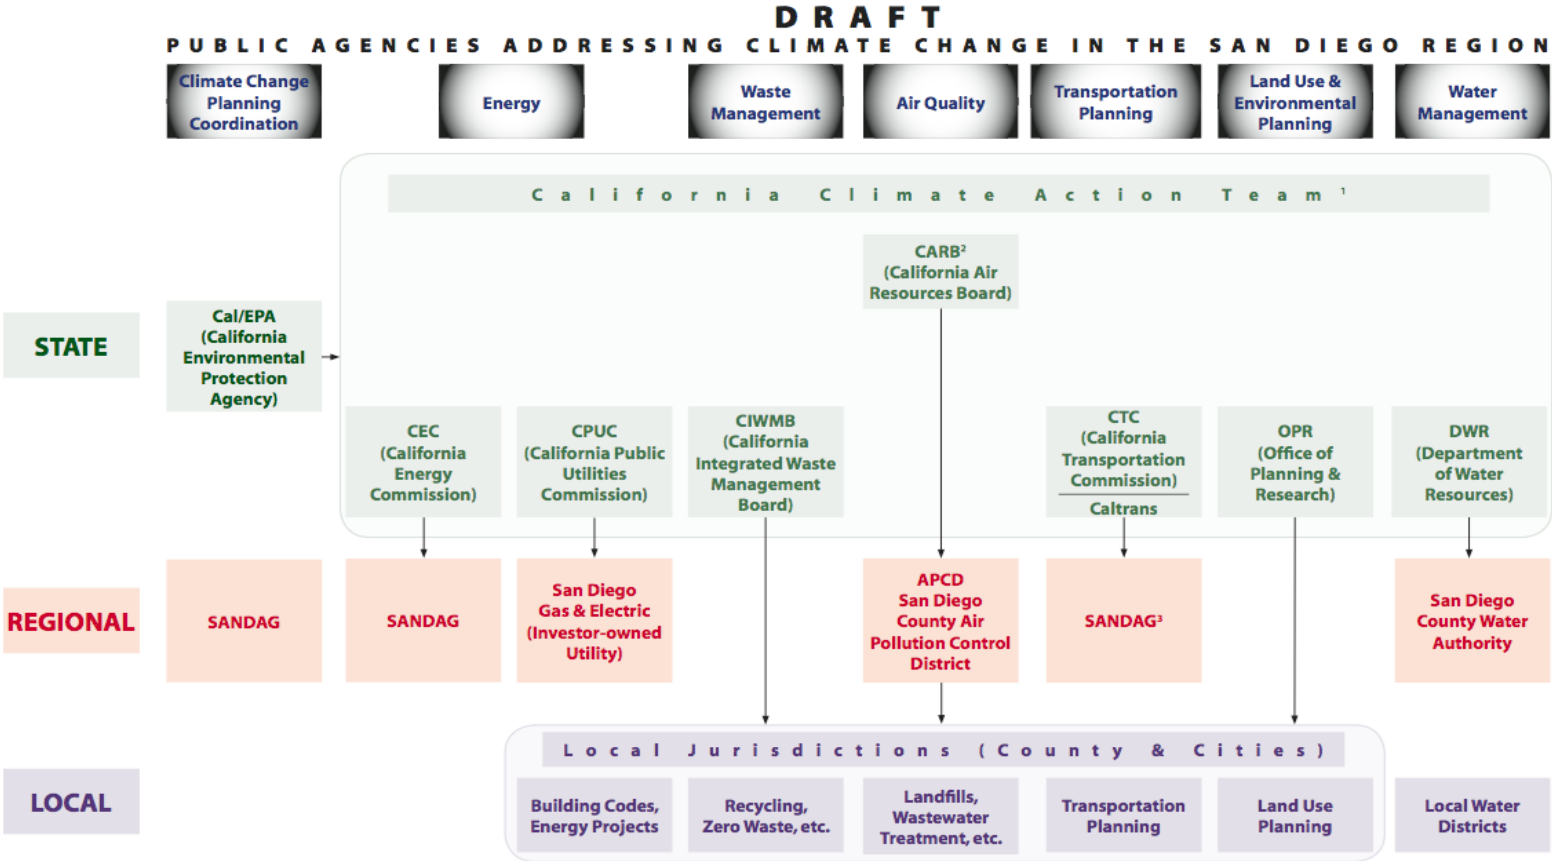 DRAFT
PUBLIC AGENCIES ADDRESSING CLIMATE CHANGE IN THE SAN DIEGO REGION
Climate Change
Planning
Coordination
Energy
Waste
Management
Air Quality
Transportation
Planning
Land Use &
Environmental
Planning
Water
Management
California Climate Action Team¹
STATE
Cal/EPA
(California
Environmental
Protection
Agency)
CARB²
(California Air
Resources Board)
CEC
(California
Energy
Commission)
CPUC
(California Public
Utilities
Commission)
CIWMB
(California
Integrated Waste
Management
Board)
CTC
(California
Transportation
Commission)
Caltrans
OPR
(Office of
Planning &
Research)
DWR
(Department
of Water
Resources)
REGIONAL
SANDAG
SANDAG
San Diego
Gas & Electric
(Investor-owned
Utility)
APCD
San Diego
County Air
Pollution Control
District
SANDAG³
San Diego
County Water
Authority
LOCAL
Local Jurisdictions (County & Cities)
Building Codes,
Energy Projects
Recycling,
Zero Waste, etc.
Landfills,
Wastewater
Treatment, etc.
Transportation
Planning
Land Use
Planning
Local Water
Districts